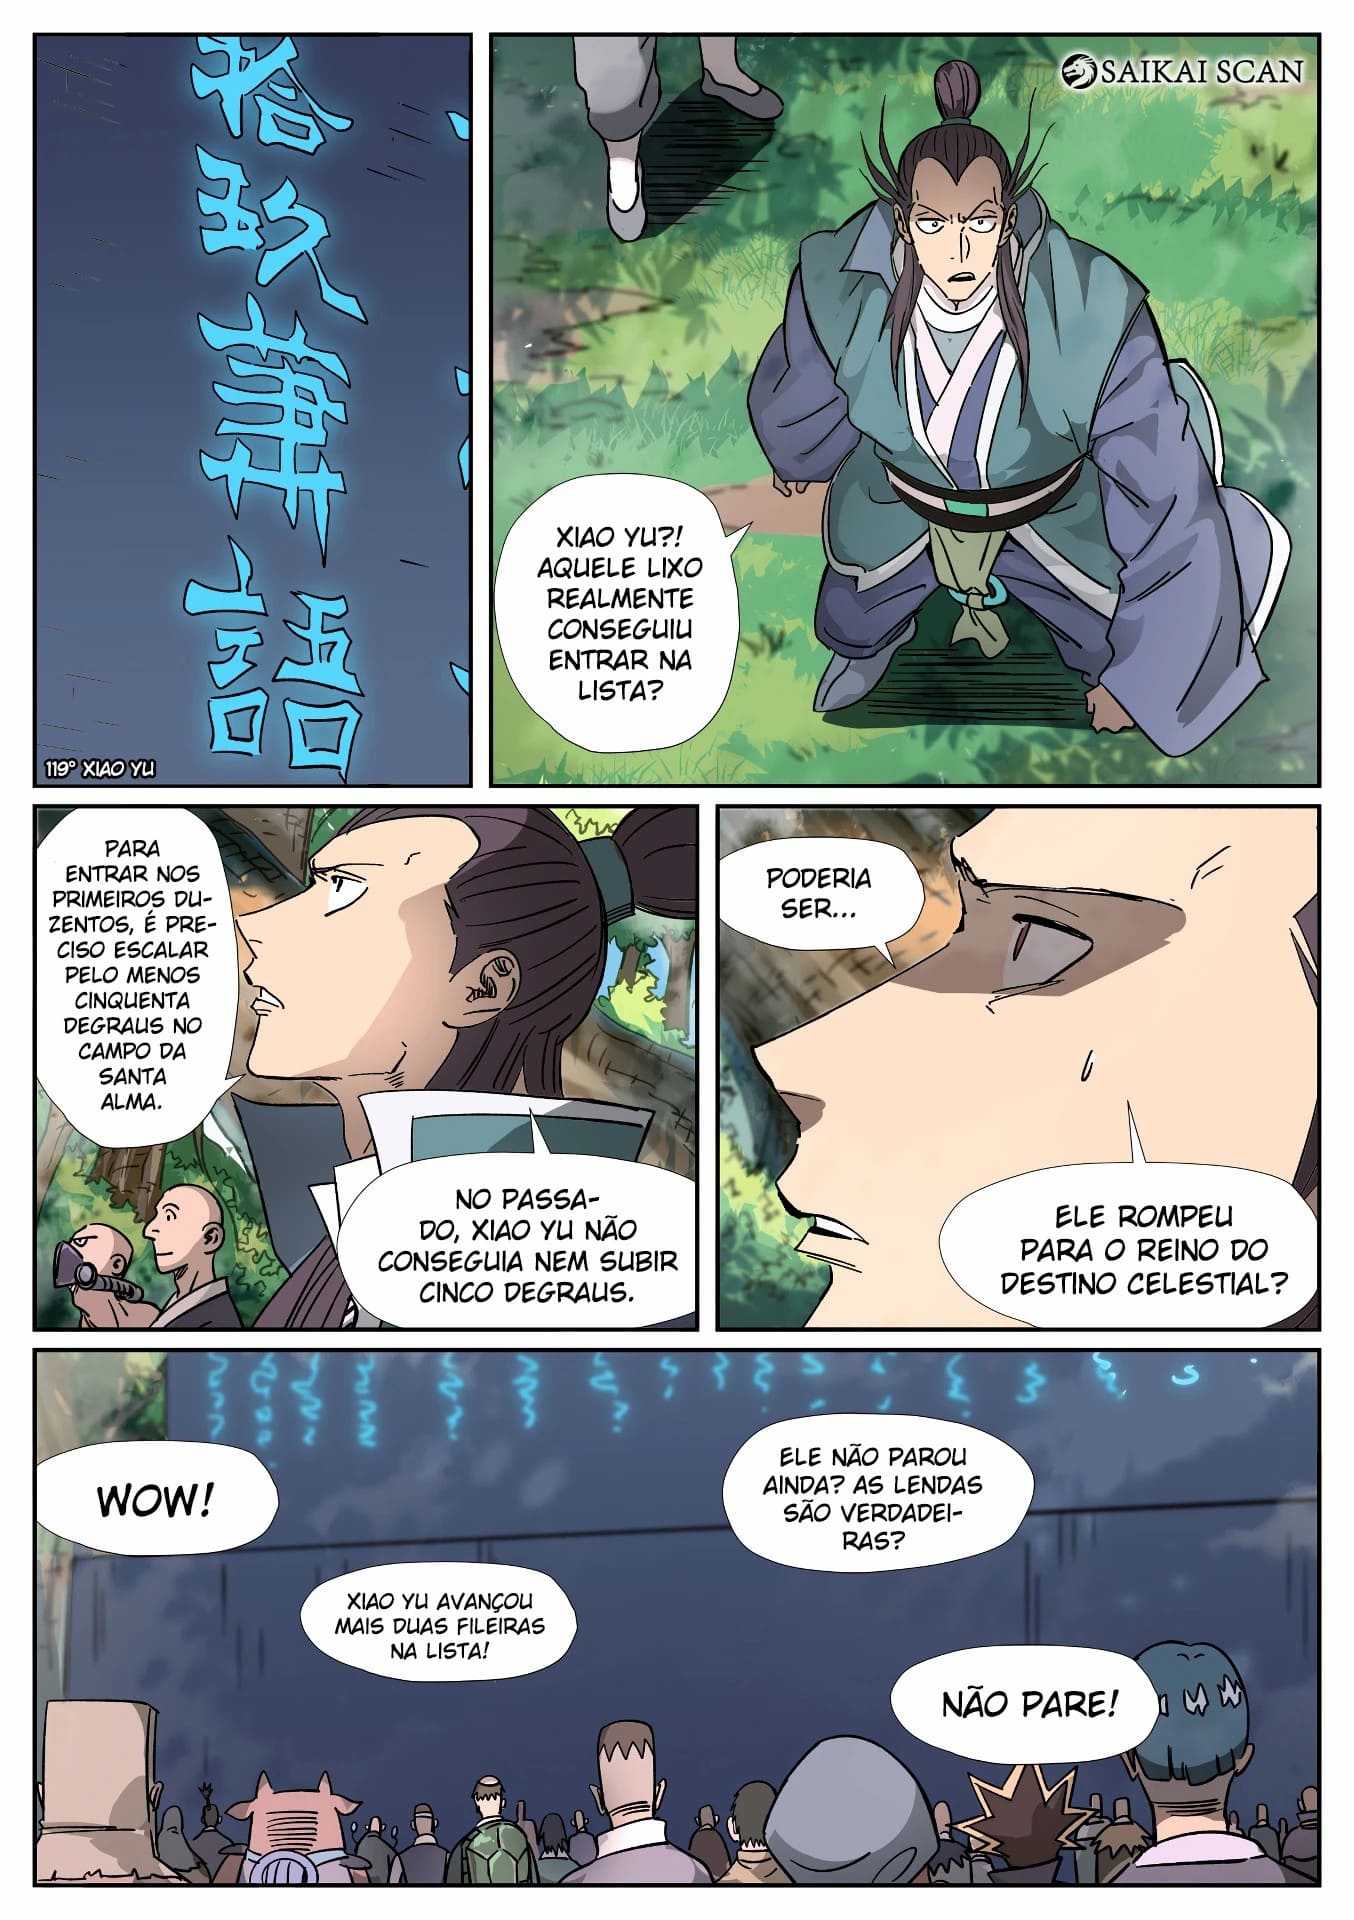 SAIKAI SCAN
119° XIAO YU
XIAO YU?!
AQUELE LIXO
REALMENTE
CONSEGUIU
ENTRAR NA
LISTA?
PARA
ENTRAR NOS
PRIMEIROS DU-
ZENTOS, É PRE-
CISO ESCALAR
PELO MENOS
CINQUENTA
DEGRAUS NO
CAMPO DA
SANTA
ALMA.
NO PASSA-
DO, XIAO YU NÃO
CONSEGUIA NEM SUBIR
CINCO DEGRAUS.
PODERIA
SER...
ELE ROMPEU
PARA O REINO DO
DESTINO CELESTIAL?
WOW!
XIAO YU AVANÇOU
MAIS DUAS FILEIRAS
NA LISTA!
ELE NÃO PAROU
AINDA? AS LENDAS
SÃO VERDADEI-
RAS?
NÃO PARE!